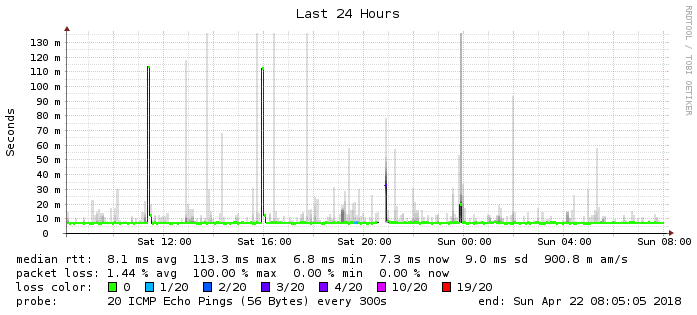 Last 24 Hours
RRDTOOL / TOBI OETIKER
Seconds
130 m
120 m
110 m
100 m
90 m
80 m
70 m
60 m
50 m
40 m
30 m
20 m
10 m
0
Sat 12:00 Sat 16:00 Sat 20:00 Sun 00:00 Sun 04:00 Sun 08:00
median rtt: 8.1 ms avg 113.3 ms max 6.8 ms min 7.3 ms now 9.0 ms sd 900.8 m am/s
packet loss: 1.44 % avg 100.00 % max 0.00 % min 0.00 % now
loss color: 0 1/20 2/20 3/20 4/20 10/20 19/20
probe: 20 ICMP Echo Pings (56 Bytes) every 300s end: Sun Apr 22 08:05:05 2018